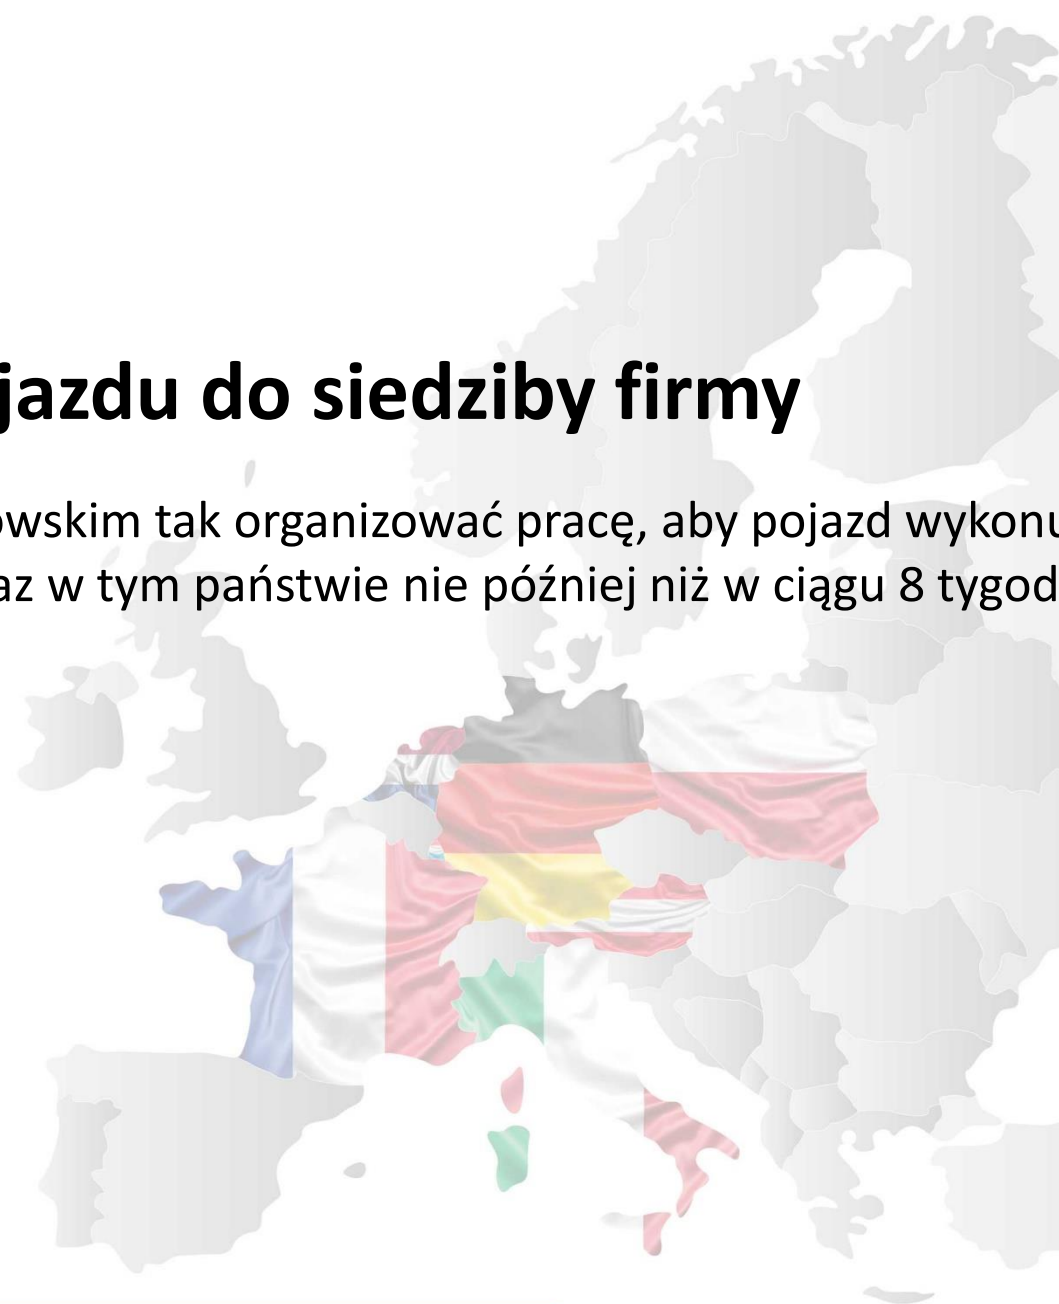 jazdu do siedziby firmy
owskim tak organizować pracę, aby pojazd wykonu
az w tym państwie nie później niż w ciągu 8 tygod